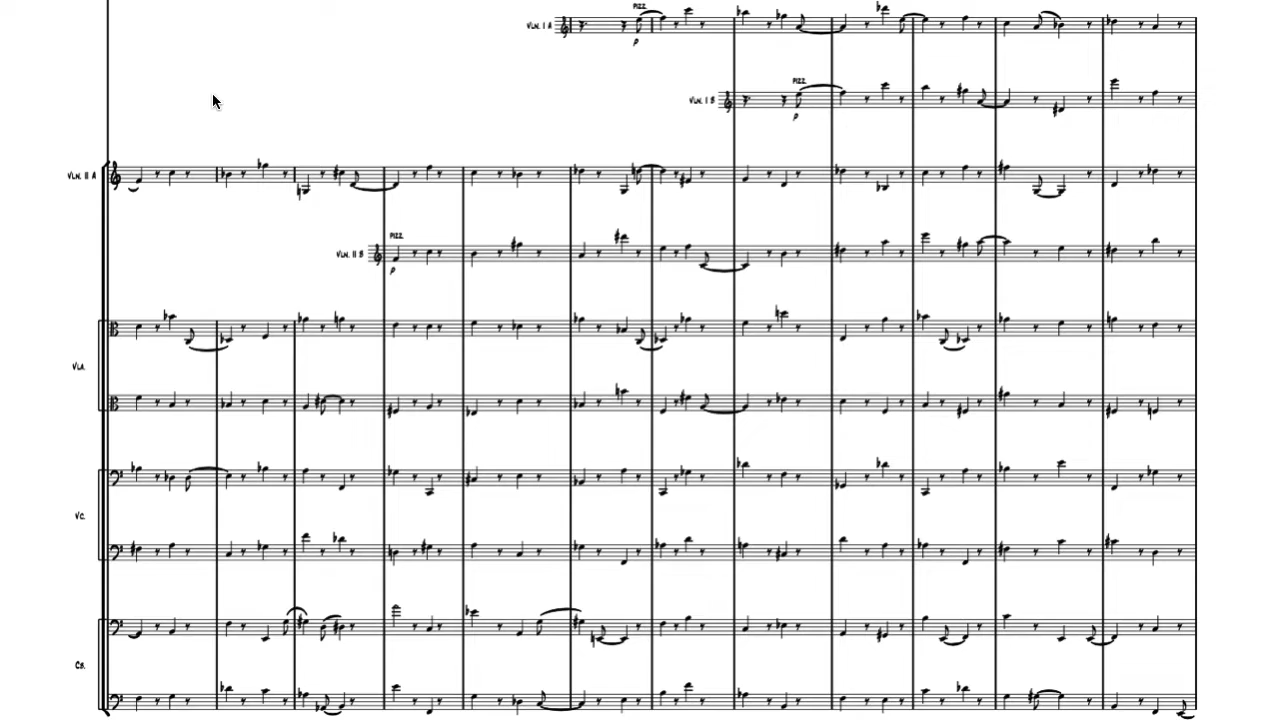 PIZZ.
VLN. I A
P
PIZZ.
VLN. I B
P
VLN. II A
PIZZ.
VLN. II B
P
VLA.
VC.
CB.